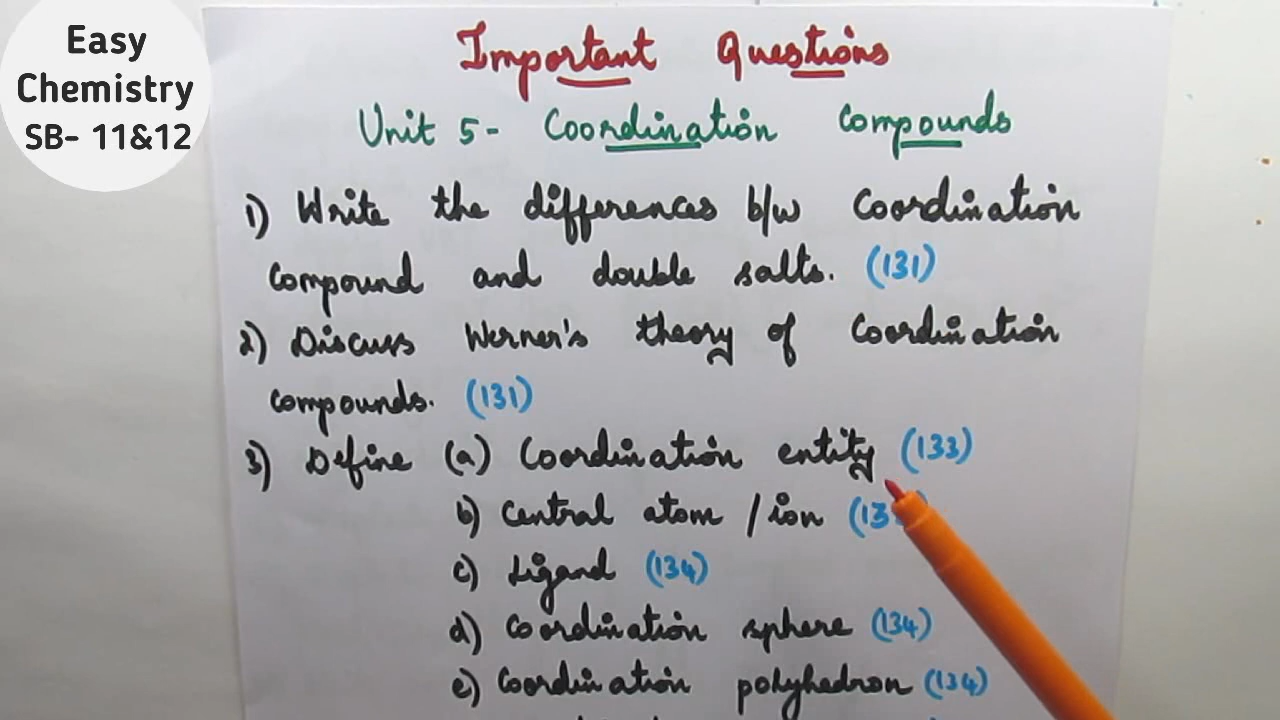 Easy
Chemistry
SB- 11&12
Important Questions
Unit 5- Coordination Compounds
1) Write the differences b/w Coordination
compound and double salts. (131)
2) Discuss Werner's theory of Coordination
compounds. (131)
3) Define (a) Coordination entity (133)
b) Central atom / ion
c) Ligand (134)
d) Coordination sphere (134)
e) Coordination polyhedron (134)